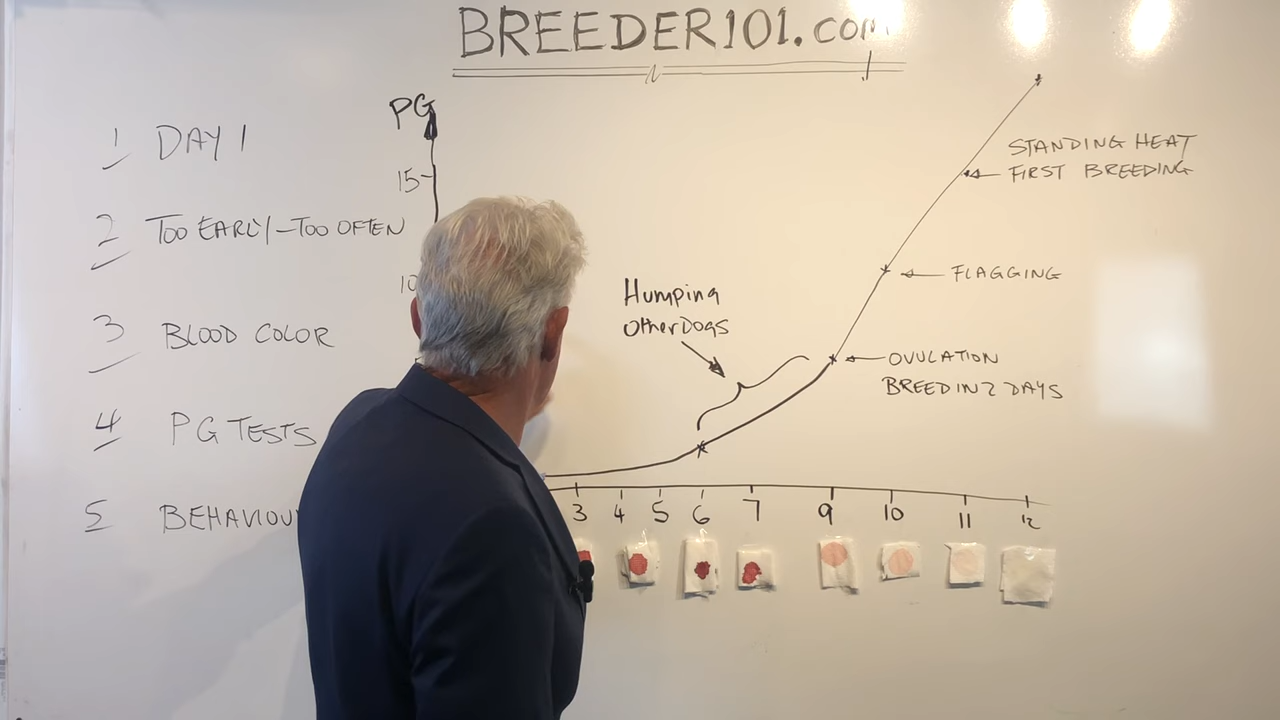 BREEDER101.com
1 DAY 1
2 TOO EARLY-TOO OFTEN
3 BLOOD COLOR
4 PG TESTS
5
PG
15
10
Humping
Other Dogs
STANDING HEAT
FIRST BREEDING
FLAGGING
OVULATION
BREED IN 2 DAYS
3 4 5 6 7 9 10 11 12